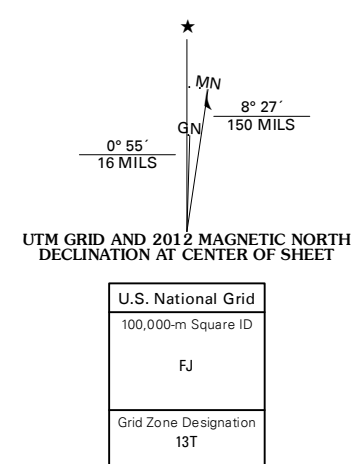 ★
MN
8° 27´
150 MILS
GN
0° 55´
16 MILS
UTM GRID AND 2012 MAGNETIC NORTH
DECLINATION AT CENTER OF SHEET
U.S. National Grid
100,000-m Square ID
FJ
Grid Zone Designation
13T